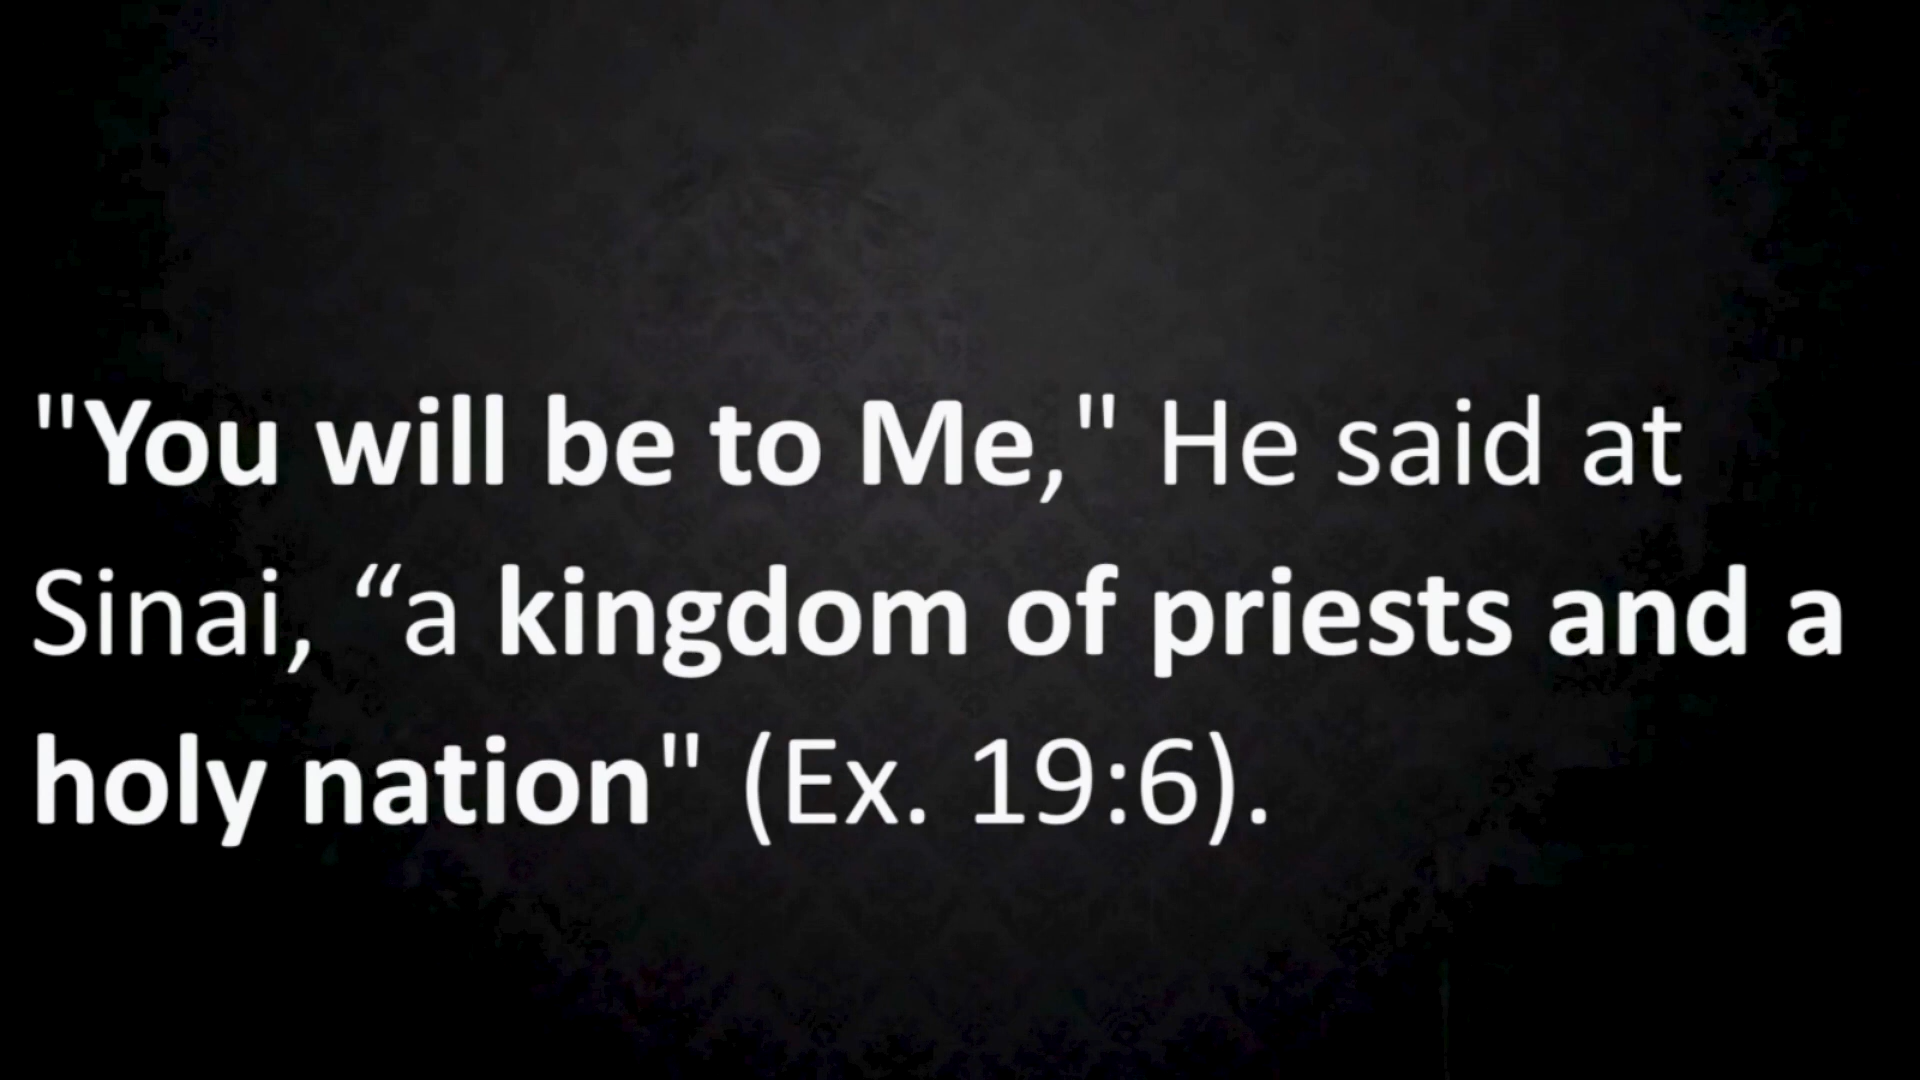 "You will be to Me," He said at
Sinai, “a kingdom of priests and a
holy nation" (Ex. 19:6).